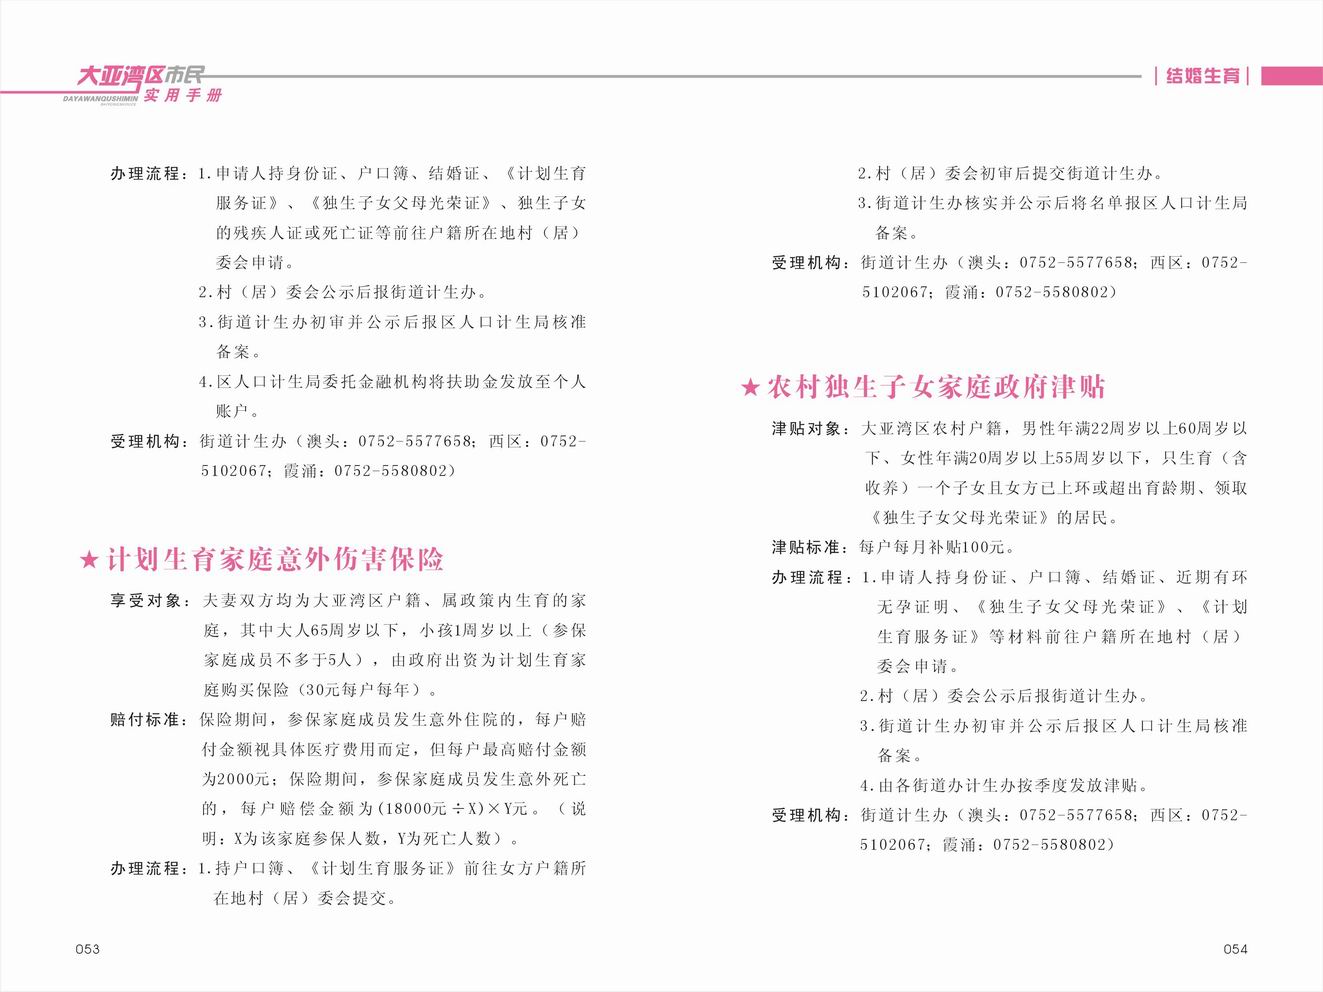 大亚湾区市民
DAYAWANQUSHIMIN
实用手册
结婚生育
办理流程：1.申请人持身份证、户口簿、结婚证、《计划生育
服务证》、《独生子女父母光荣证》、独生子女
的残疾人证或死亡证等前往户籍所在地村（居）
委会申请。
2.村（居）委会公示后报街道计生办。
3.街道计生办初审并公示后报区人口计生局核准
备案。
4.区人口计生局委托金融机构将扶助金发放至个人
账户。
受理机构：街道计生办（澳头：0752-5577658；西区：0752-
5102067；霞涌：0752-5580802）
★计划生育家庭意外伤害保险
享受对象：夫妻双方均为大亚湾区户籍、属政策内生育的家
庭，其中大人65周岁以下，小孩1周岁以上（参保
家庭成员不多于5人），由政府出资为计划生育家
庭购买保险（30元每户每年）。
赔付标准：保险期间，参保家庭成员发生意外住院的，每户赔
付金额视具体医疗费用而定，但每户最高赔付金额
为2000元；保险期间，参保家庭成员发生意外死亡
的，每户赔偿金额为(18000元÷X)×Y元。（说
明：X为该家庭参保人数，Y为死亡人数）。
办理流程：1.持户口簿、《计划生育服务证》前往女方户籍所
在地村（居）委会提交。
053
2.村（居）委会初审后提交街道计生办。
3.街道计生办核实并公示后将名单报区人口计生局
备案。
受理机构：街道计生办（澳头：0752-5577658；西区：0752-
5102067；霞涌：0752-5580802）
★农村独生子女家庭政府津贴
津贴对象：大亚湾区农村户籍，男性年满22周岁以上60周岁以
下、女性年满20周岁以上55周岁以下，只生育（含
收养）一个子女且女方已上环或超出育龄期、领取
《独生子女父母光荣证》的居民。
津贴标准：每户每月补贴100元。
办理流程：1.申请人持身份证、户口簿、结婚证、近期有环
无孕证明、《独生子女父母光荣证》、《计划
生育服务证》等材料前往户籍所在地村（居）
委会申请。
2.村（居）委会公示后报街道计生办。
3.街道计生办初审并公示后报区人口计生局核准
备案。
4.由各街道办计生办按季度发放津贴。
受理机构：街道计生办（澳头：0752-5577658；西区：0752-
5102067；霞涌：0752-5580802）
054